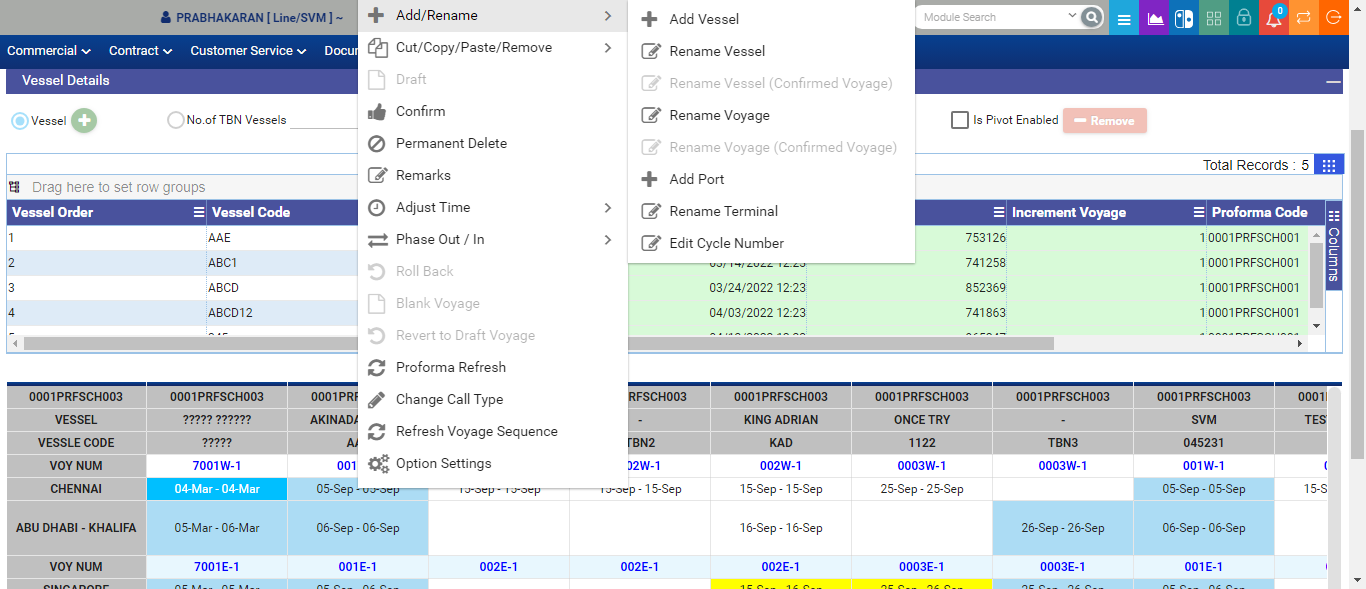 PRABHAKARAN [ Line/SVM ] ~
Module Search
0
Commercial
Contract
Customer Service
Vessel Details
Vessel
No.of TBN Vessels
Is Pivot Enabled
Remove
Add/Rename
Cut/Copy/Paste/Remove
Draft
Confirm
Permanent Delete
Remarks
Adjust Time
Phase Out / In
Roll Back
Blank Voyage
Revert to Draft Voyage
Proforma Refresh
Change Call Type
Refresh Voyage Sequence
Option Settings
Add Vessel
Rename Vessel
Rename Vessel (Confirmed Voyage)
Rename Voyage
Rename Voyage (Confirmed Voyage)
Add Port
Rename Terminal
Edit Cycle Number
Total Records : 5
Drag here to set row groups
Vessel Order Vessel Code Increment Voyage Proforma Code
Columns
1 AAE 753126 1 0001PRFSCH001
2 ABC1 03/14/2022 12:23 741258 1 0001PRFSCH001
3 ABCD 03/24/2022 12:23 852369 1 0001PRFSCH001
4 ABCD12 04/03/2022 12:23 741863 1 0001PRFSCH001
0001PRFSCH003 0001PRFSCH003 0001PRF RFSCH003 0001PRFSCH003 0001PRFSCH003 0001PRFSCH003 0001PRFSCH003
VESSEL ????? ?????? AKINADA - KING ADRIAN ONCE TRY - SVM TES
VESSLE CODE ????? TBN2 KAD 1122 TBN3 045231
VOY NUM 7001W-1 001 02W-1 002W-1 0003W-1 0003W-1 001W-1
CHENNAI 04-Mar - 04-Mar 05-Sep - 05-Sep 15-Sep - 15-Sep 15-Sep - 15-Sep 15-Sep - 15-Sep 25-Sep - 25-Sep 05-Sep - 05-Sep 15-S
ABU DHABI - KHALIFA 05-Mar - 06-Mar 06-Sep - 06-Sep 16-Sep - 16-Sep 26-Sep - 26-Sep 06-Sep - 06-Sep
VOY NUM 7001E-1 001E-1 002E-1 002E-1 002E-1 0003E-1 0003E-1 001E-1
SINGAPORE